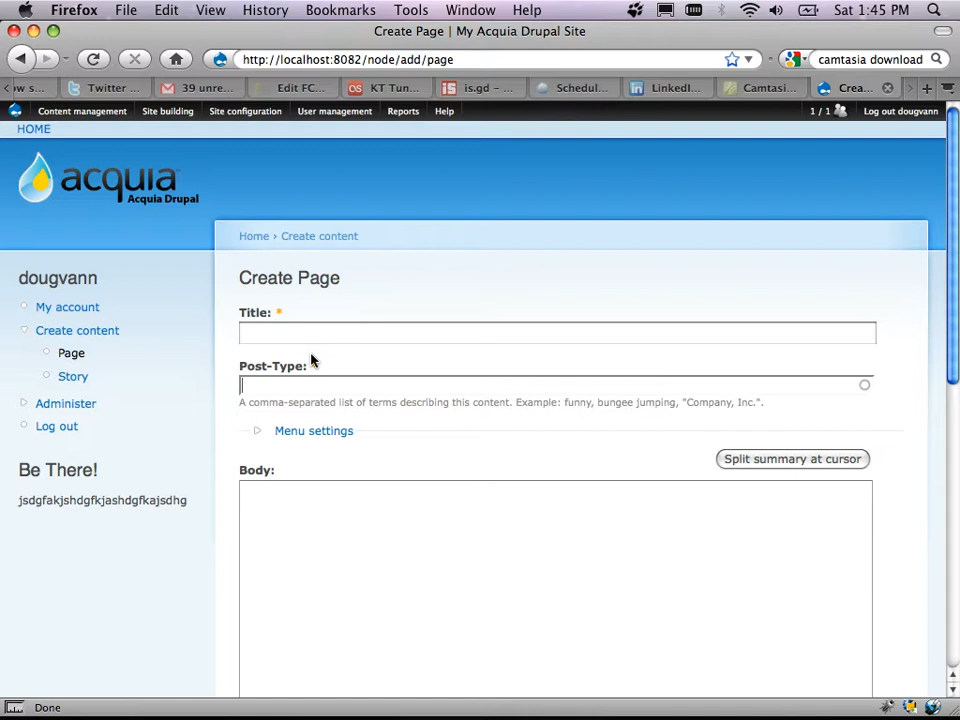 Firefox File Edit View History Bookmarks Tools Window Help Sat 1:45 PM
Create Page | My Acquia Drupal Site
http://localhost:8082/node/add/page camtasia download
ow s... Twitter ... 39 unre... Edit FC... KT Tun... is.gd - ... Schedul... LinkedI... Camtasi... Crea...
Content management Site building Site configuration User management Reports Help 1 / 1 Log out dougvann
HOME
acquia
Acquia Drupal
Home › Create content
dougvann
My account
Create content
Page
Story
Administer
Log out
Be There!
jsdgfakjshdgfkjashdgfkajsdhg
Create Page
Title: *
Post-Type:
A comma-separated list of terms describing this content. Example: funny, bungee jumping, "Company, Inc.".
Menu settings
Split summary at cursor
Body:
Done